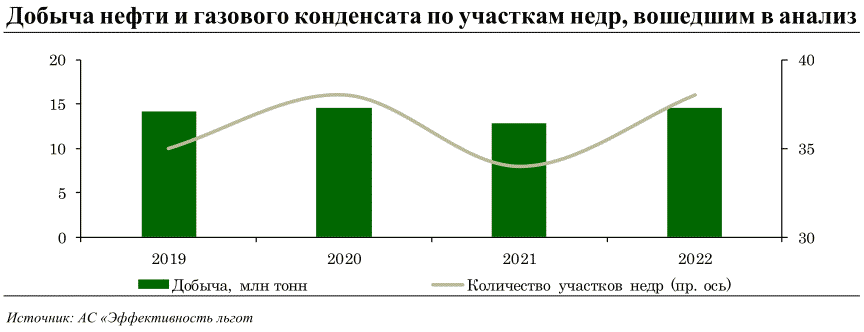 Добыча нефти и газового конденсата по участкам недр, вошедшим в анализ
20 40
15
10 35
5
0 30
2019 2020 2021 2022
Добыча, млн тонн Количество участков недр (пр. ось)
Источник: АС «Эффективность льгот